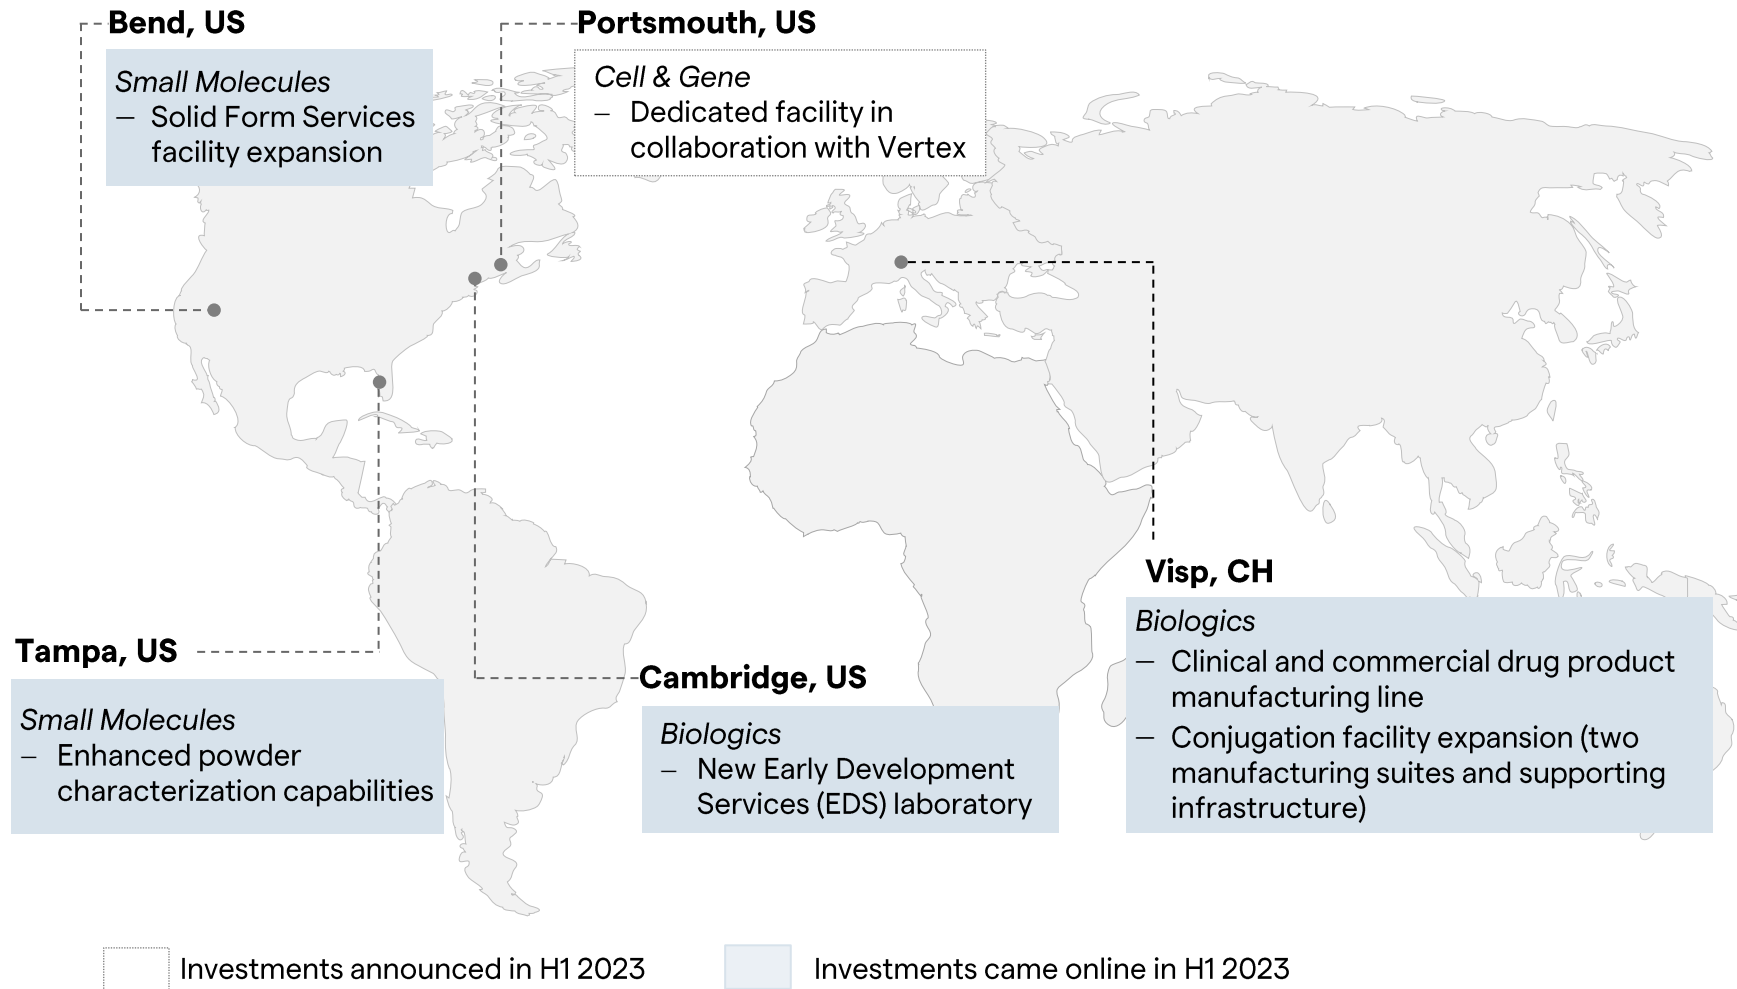 Bend, US
Small Molecules
– Solid Form Services
facility expansion
Portsmouth, US
Cell & Gene
– Dedicated facility in
collaboration with Vertex
Tampa, US
Small Molecules
– Enhanced powder
characterization capabilities
Cambridge, US
Biologics
– New Early Development
Services (EDS) laboratory
Visp, CH
Biologics
– Clinical and commercial drug product
manufacturing line
– Conjugation facility expansion (two
manufacturing suites and supporting
infrastructure)
Investments announced in H1 2023
Investments came online in H1 2023